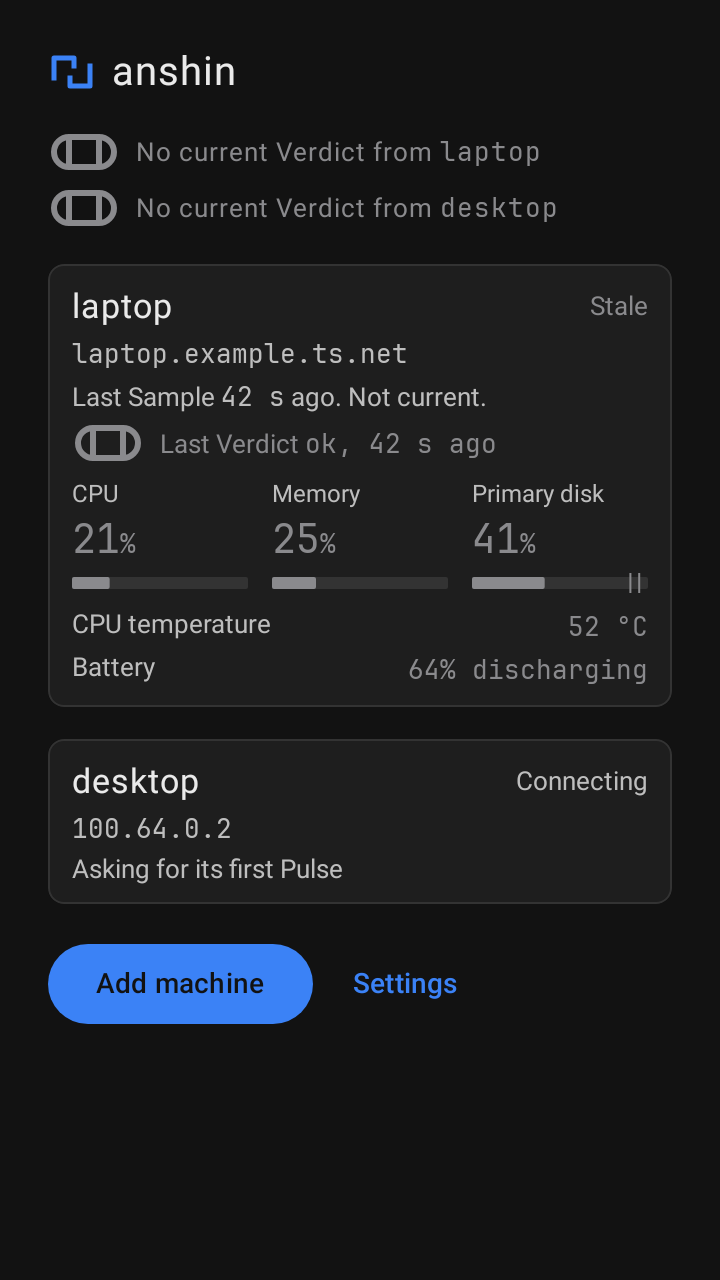 anshin
No current Verdict from laptop
No current Verdict from desktop
laptop Stale
laptop.example.ts.net
Last Sample 42 s ago. Not current.
Last Verdict ok, 42 s ago
CPU Memory Primary disk
21% 25% 41%
CPU temperature 52 °C
Battery 64% discharging
desktop Connecting
100.64.0.2
Asking for its first Pulse
Add machine Settings